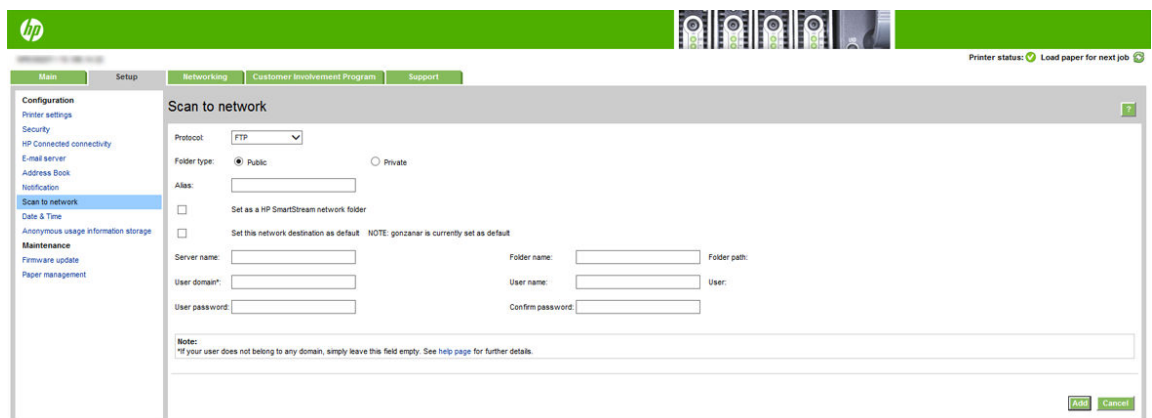 hp
Printer status: Load paper for next job
Main Setup Networking Customer Involvement Program Support
Configuration
Printer settings
Security
HP Connected connectivity
E-mail server
Address Book
Notification
Scan to network
Date & Time
Anonymous usage information storage
Maintenance
Firmware update
Paper management
Scan to network
?
Protocol: FTP
Folder type: Public Private
Alias:
Set as a HP SmartStream network folder
Set this network destination as default NOTE: gonzanar is currently set as default
Server name: Folder name: Folder path:
User domain*: User name: User:
User password: Confirm password:
Note:
*If your user does not belong to any domain, simply leave this field empty. See help page for further details.
Add Cancel